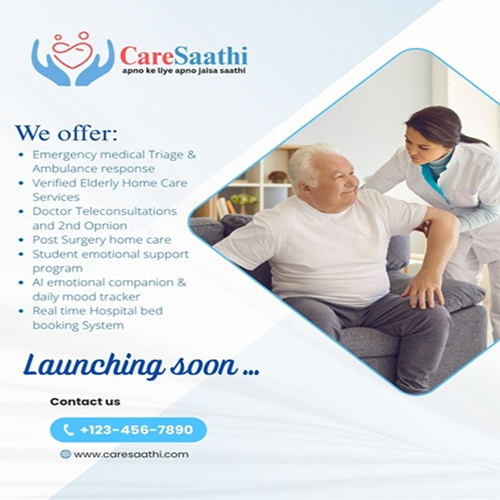 CareSaathi
apno ke liye apno jaisa saathi
We offer:
• Emergency medical Triage &
Ambulance response
• Verified Elderly Home Care
Services
• Doctor Teleconsultations
and 2nd Opnion
• Post Surgery home care
• Student emotional support
program
• AI emotional companion &
daily mood tracker
• Real time Hospital bed
booking System
Launching soon ...
Contact us
+123-456-7890
www.caresaathi.com